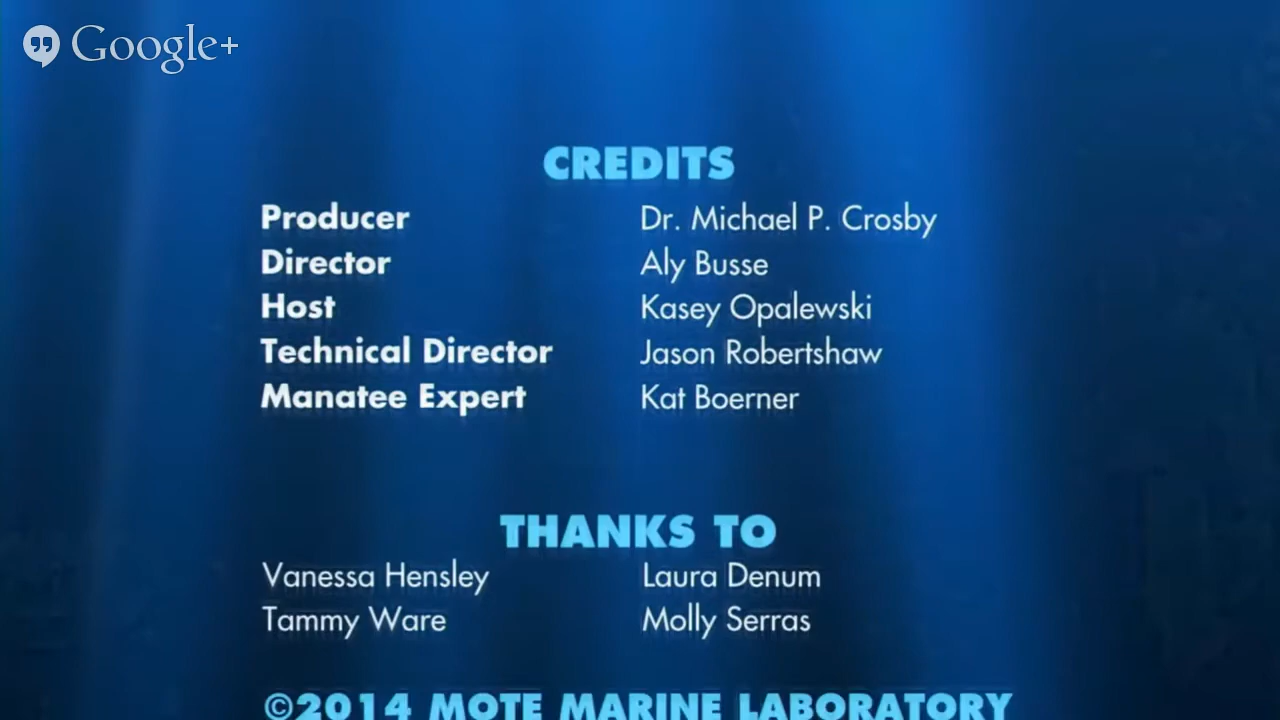 Google+
CREDITS
Producer Dr. Michael P. Crosby
Director Aly Busse
Host Kasey Opalewski
Technical Director Jason Robertshaw
Manatee Expert Kat Boerner
THANKS TO
Vanessa Hensley Laura Denum
Tammy Ware Molly Serras
©2014 MOTE MARINE LABORATORY